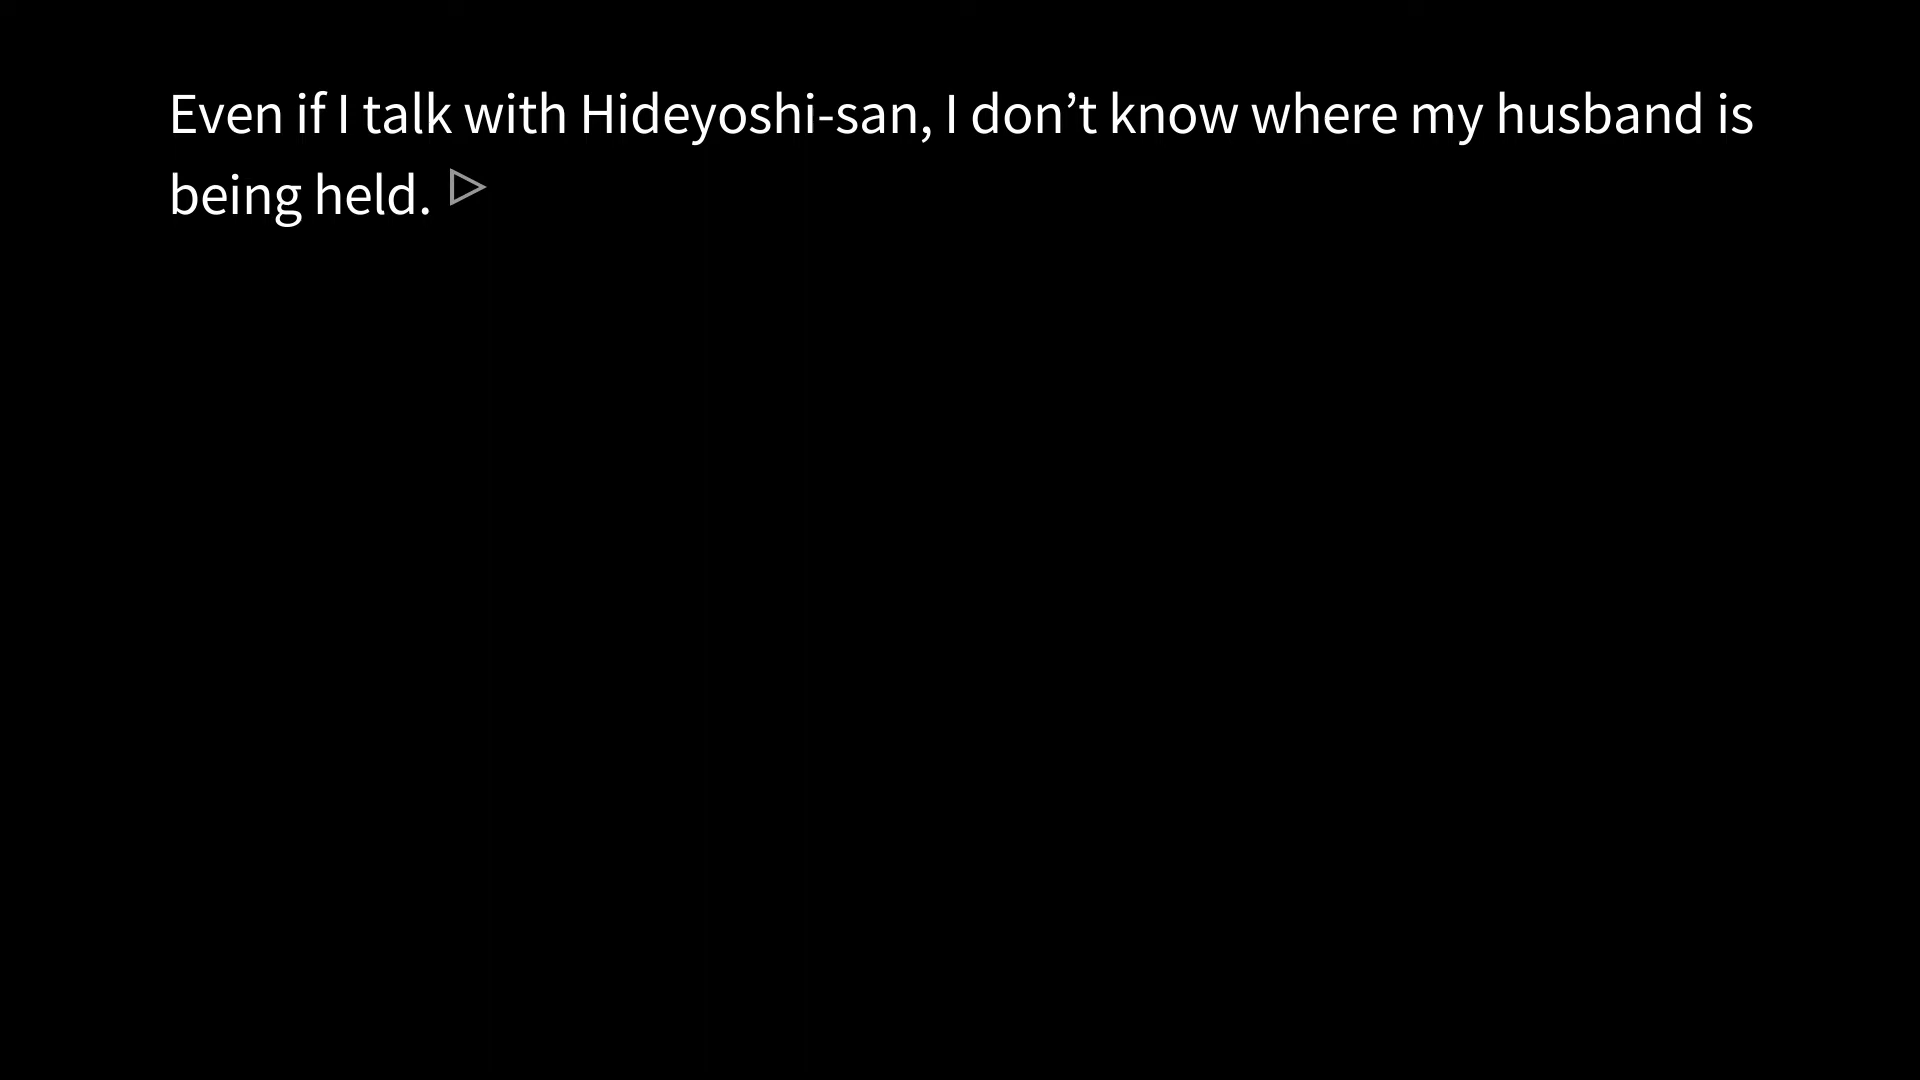 Even if I talk with Hideyoshi-san, I don’t know where my husband is
being held.